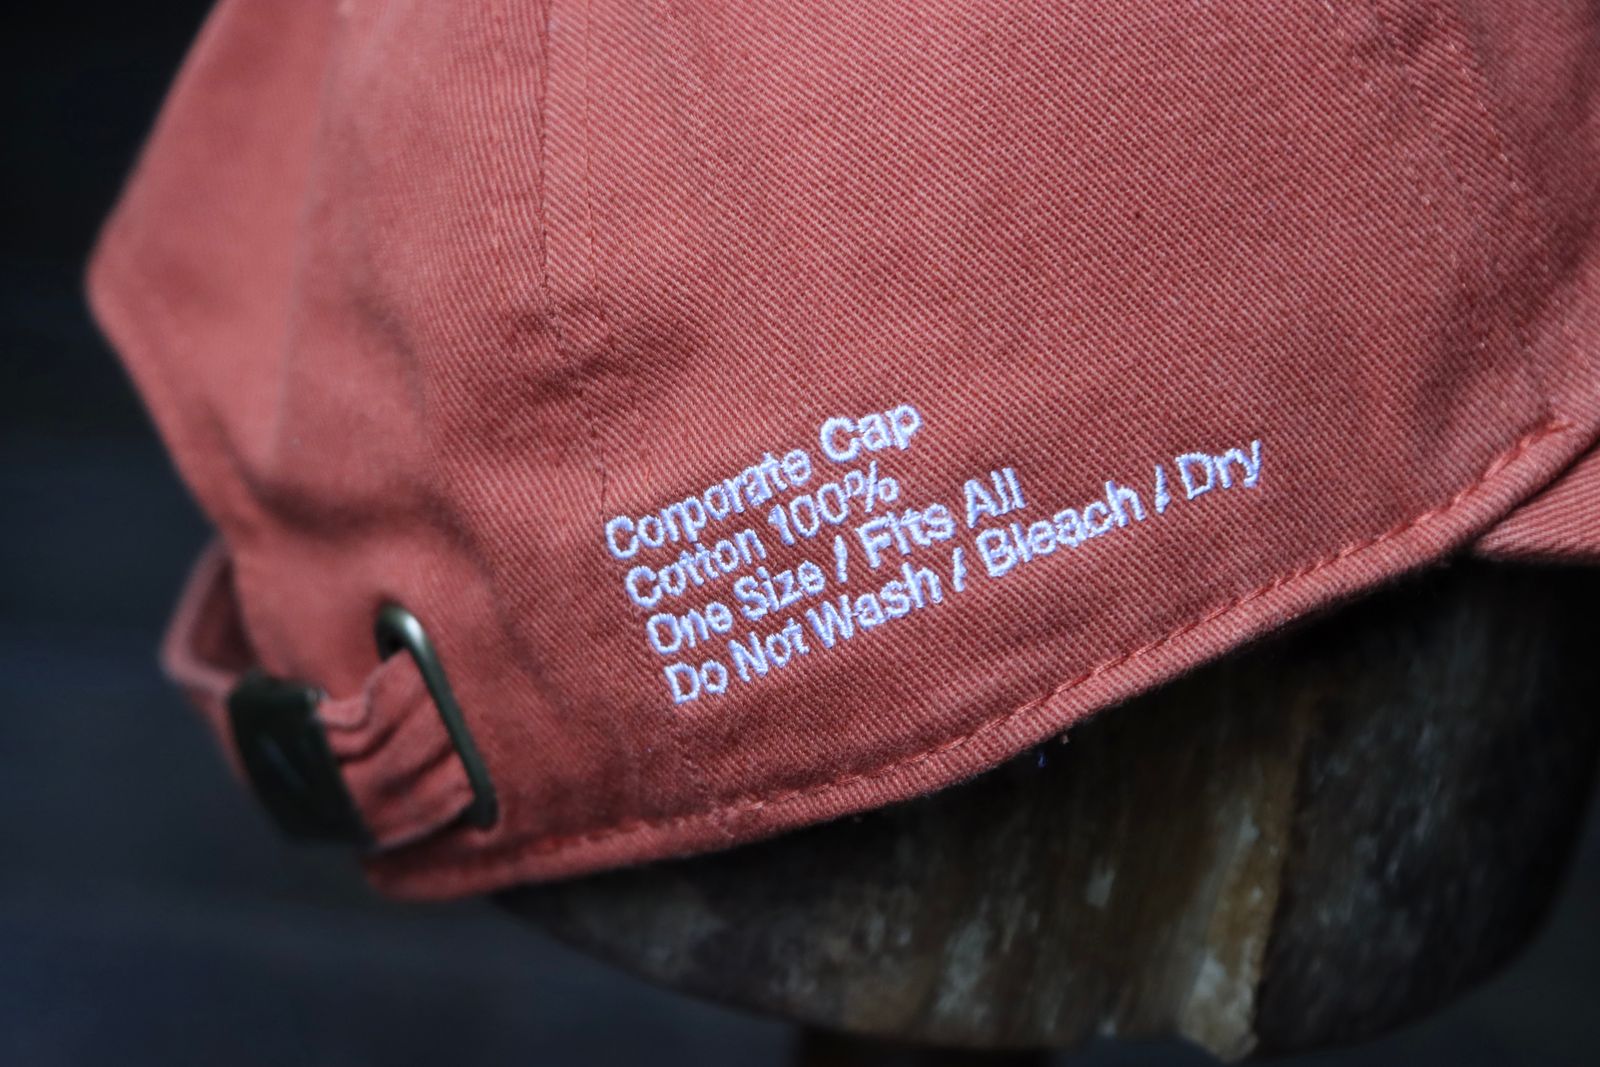 Corporate Cap
Cotton 100%
One Size / Fits All
Do Not Wash / Bleach / Dry